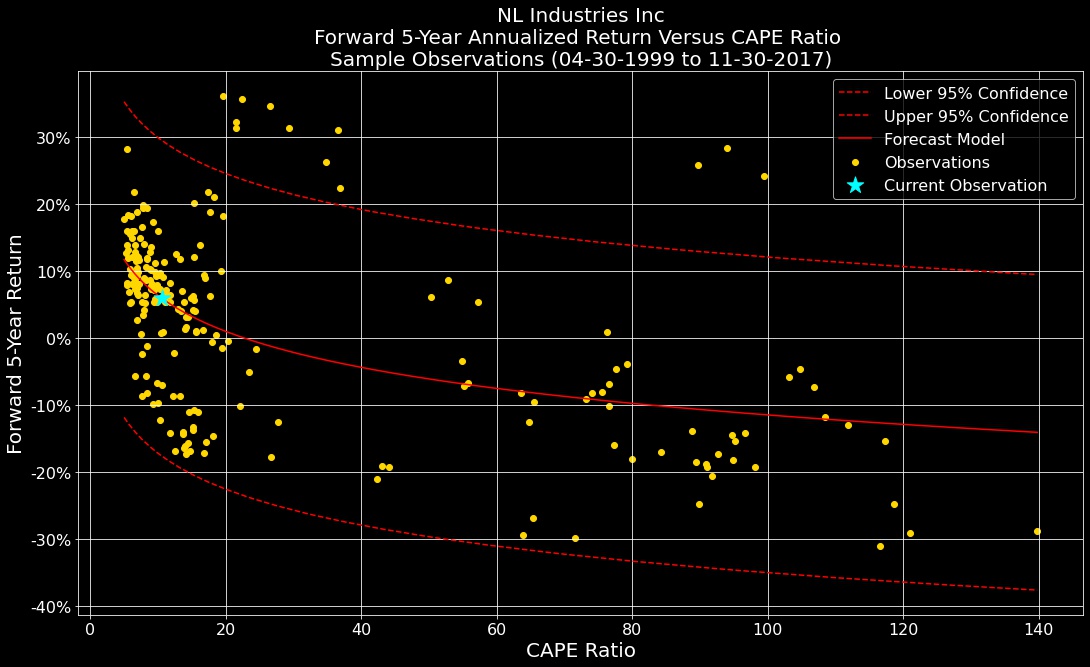 NL Industries Inc
Forward 5-Year Annualized Return Versus CAPE Ratio
Sample Observations (04-30-1999 to 11-30-2017)
Lower 95% Confidence
Upper 95% Confidence
Forecast Model
Observations
Current Observation
Forward 5-Year Return
30%
20%
10%
0%
-10%
-20%
-30%
-40%
0 20 40 60 80 100 120 140
CAPE Ratio